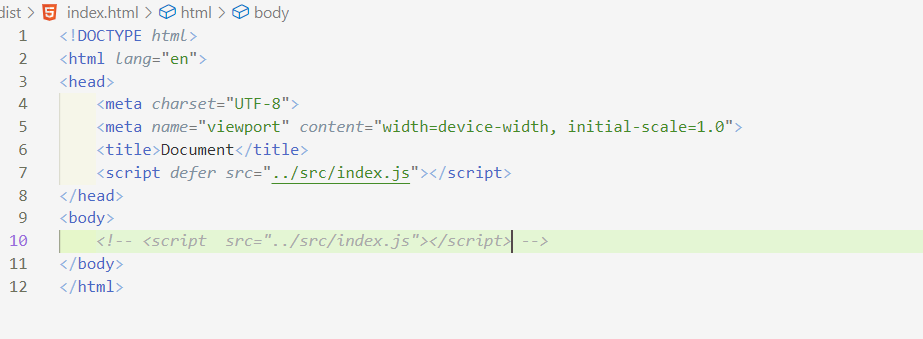 dist > index.html > html > body
1 <!DOCTYPE html>
2 <html lang="en">
3 <head>
4     <meta charset="UTF-8">
5     <meta name="viewport" content="width=device-width, initial-scale=1.0">
6     <title>Document</title>
7     <script defer src="../src/index.js"></script>
8 </head>
9 <body>
10     <!-- <script  src="../src/index.js"></script> -->
11 </body>
12 </html>